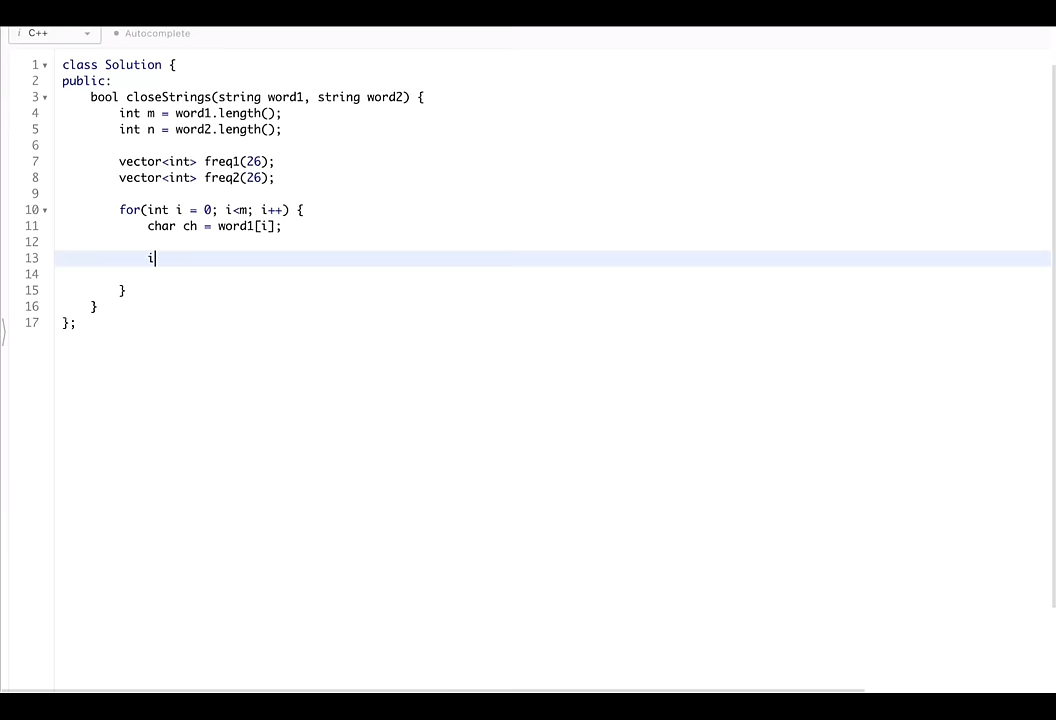 i C++ Autocomplete
1 class Solution {
2 public:
3 bool closeStrings(string word1, string word2) {
4 int m = word1.length();
5 int n = word2.length();
6
7 vector<int> freq1(26);
8 vector<int> freq2(26);
9
10 for(int i = 0; i<m; i++) {
11 char ch = word1[i];
12
13 i
14
15 }
16 }
17 };